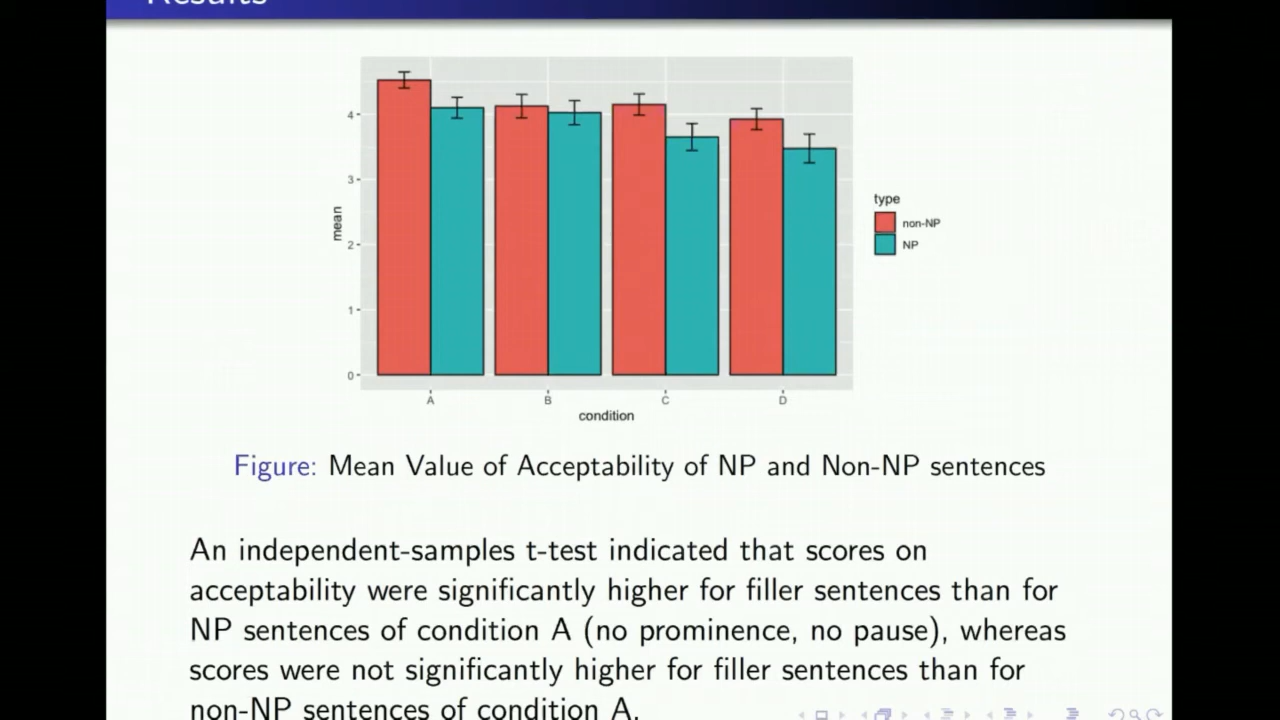 Results
4
3
2
1
0
mean
A B C D
condition
type
non-NP
NP
Figure: Mean Value of Acceptability of NP and Non-NP sentences
An independent-samples t-test indicated that scores on
acceptability were significantly higher for filler sentences than for
NP sentences of condition A (no prominence, no pause), whereas
scores were not significantly higher for filler sentences than for
non-NP sentences of condition A.